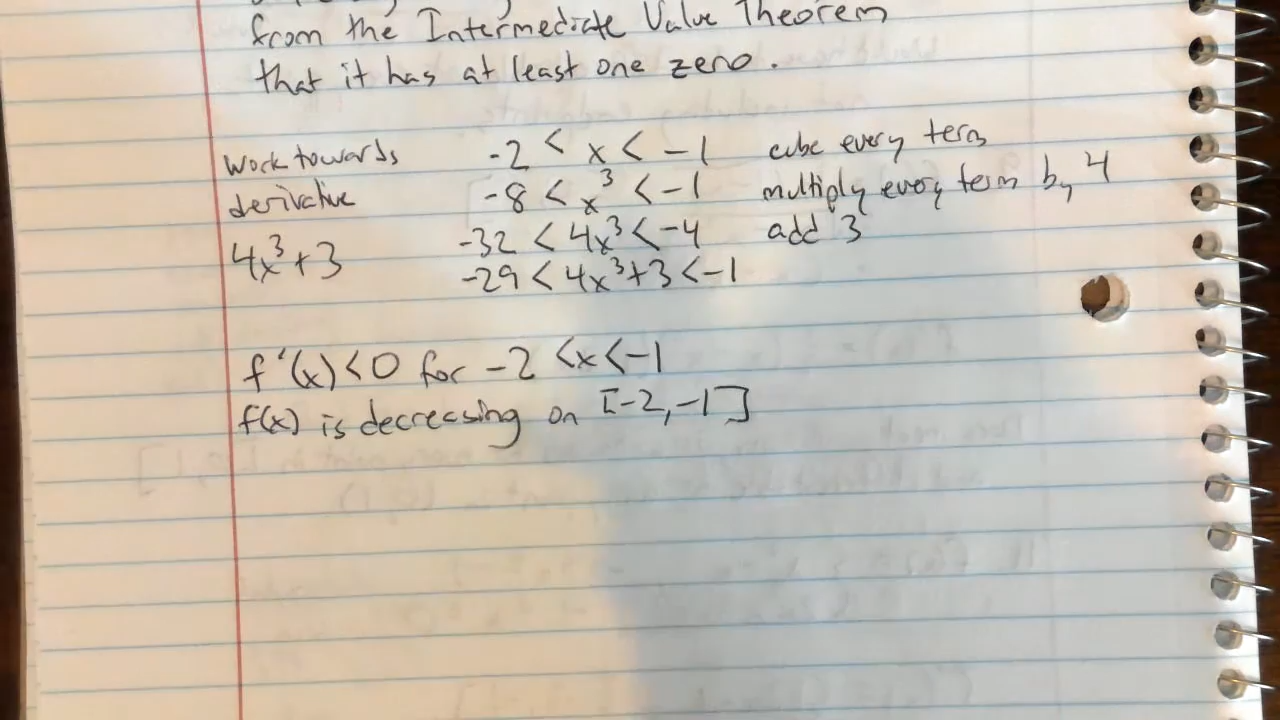 from the Intermediate Value Theorem
that it has at least one zero.
Work towards -2 < x < -1 cube every term
derivative -8 < x³ < -1 multiply every term by 4
4x³+3 -32 < 4x³ < -4 add 3
-29 < 4x³+3 < -1
f'(x) < 0 for -2 < x < -1
f(x) is decreasing on [-2, -1]